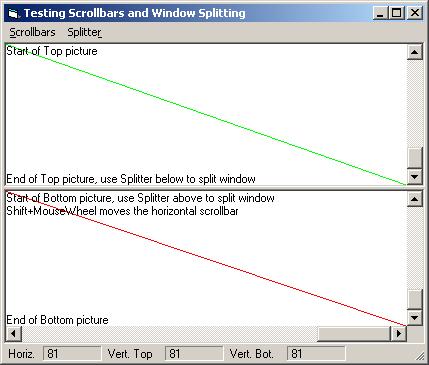 Testing Scrollbars and Window Splitting
Scrollbars Splitter
Start of Top picture
End of Top picture, use Splitter below to split window
Start of Bottom picture, use Splitter above to split window
Shift+MouseWheel moves the horizontal scrollbar
End of Bottom picture
Horiz. 81 Vert. Top 81 Vert. Bot. 81